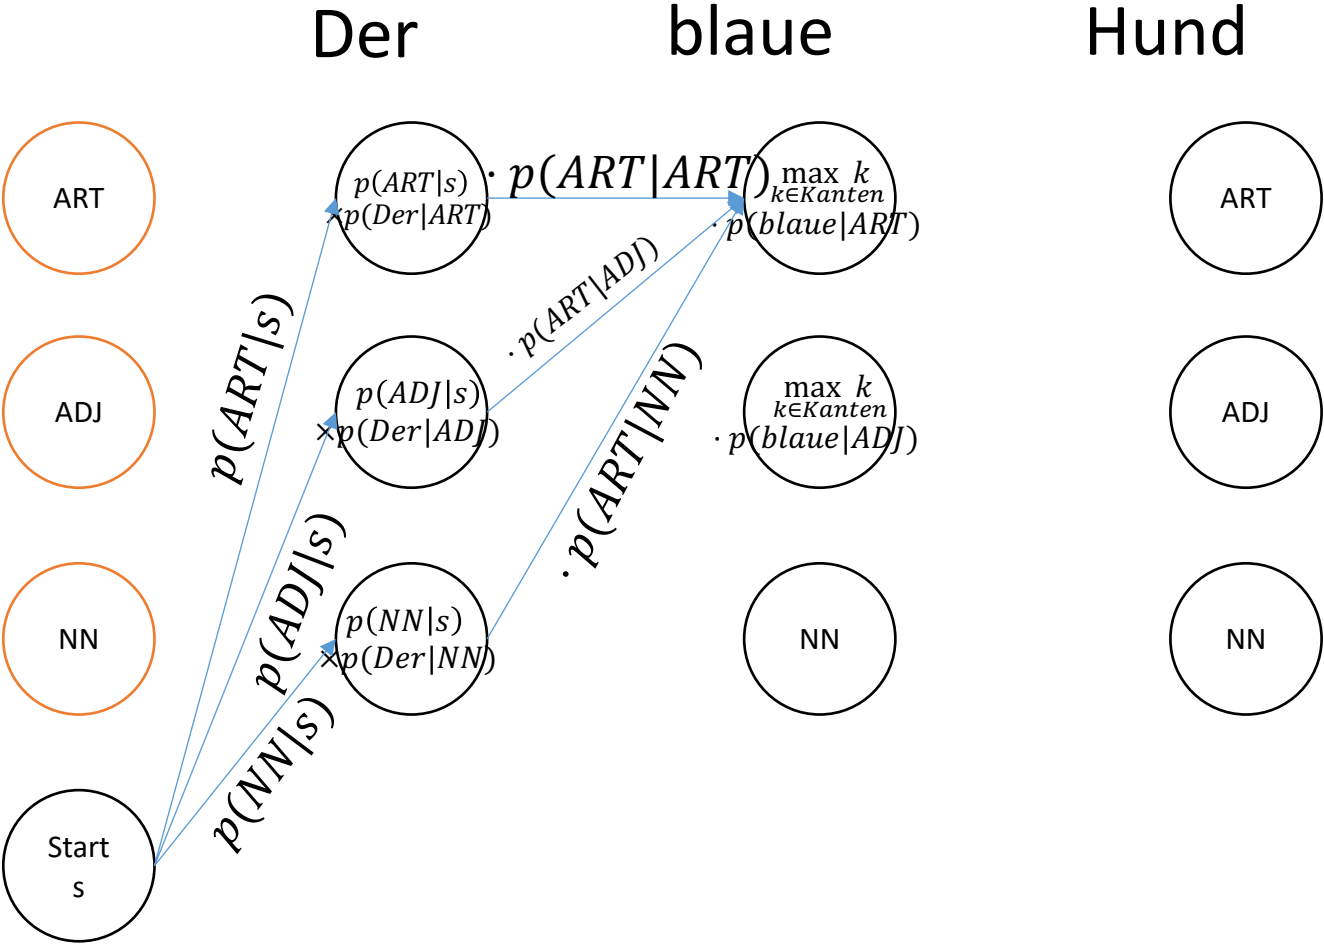 Der blaue Hund
ART
p(ART|s)
×p(Der|ART)
· p(ART|ART)
max k
k∈Kanten
· p(blaue|ART)
ART
p(ART|s)
· p(ART|ADJ)
ADJ
p(ADJ|s)
×p(Der|ADJ)
· p(ART|NN)
max k
k∈Kanten
· p(blaue|ADJ)
ADJ
p(ADJ|s)
NN
p(NN|s)
×p(Der|NN)
NN
NN
p(NN|s)
Start
s